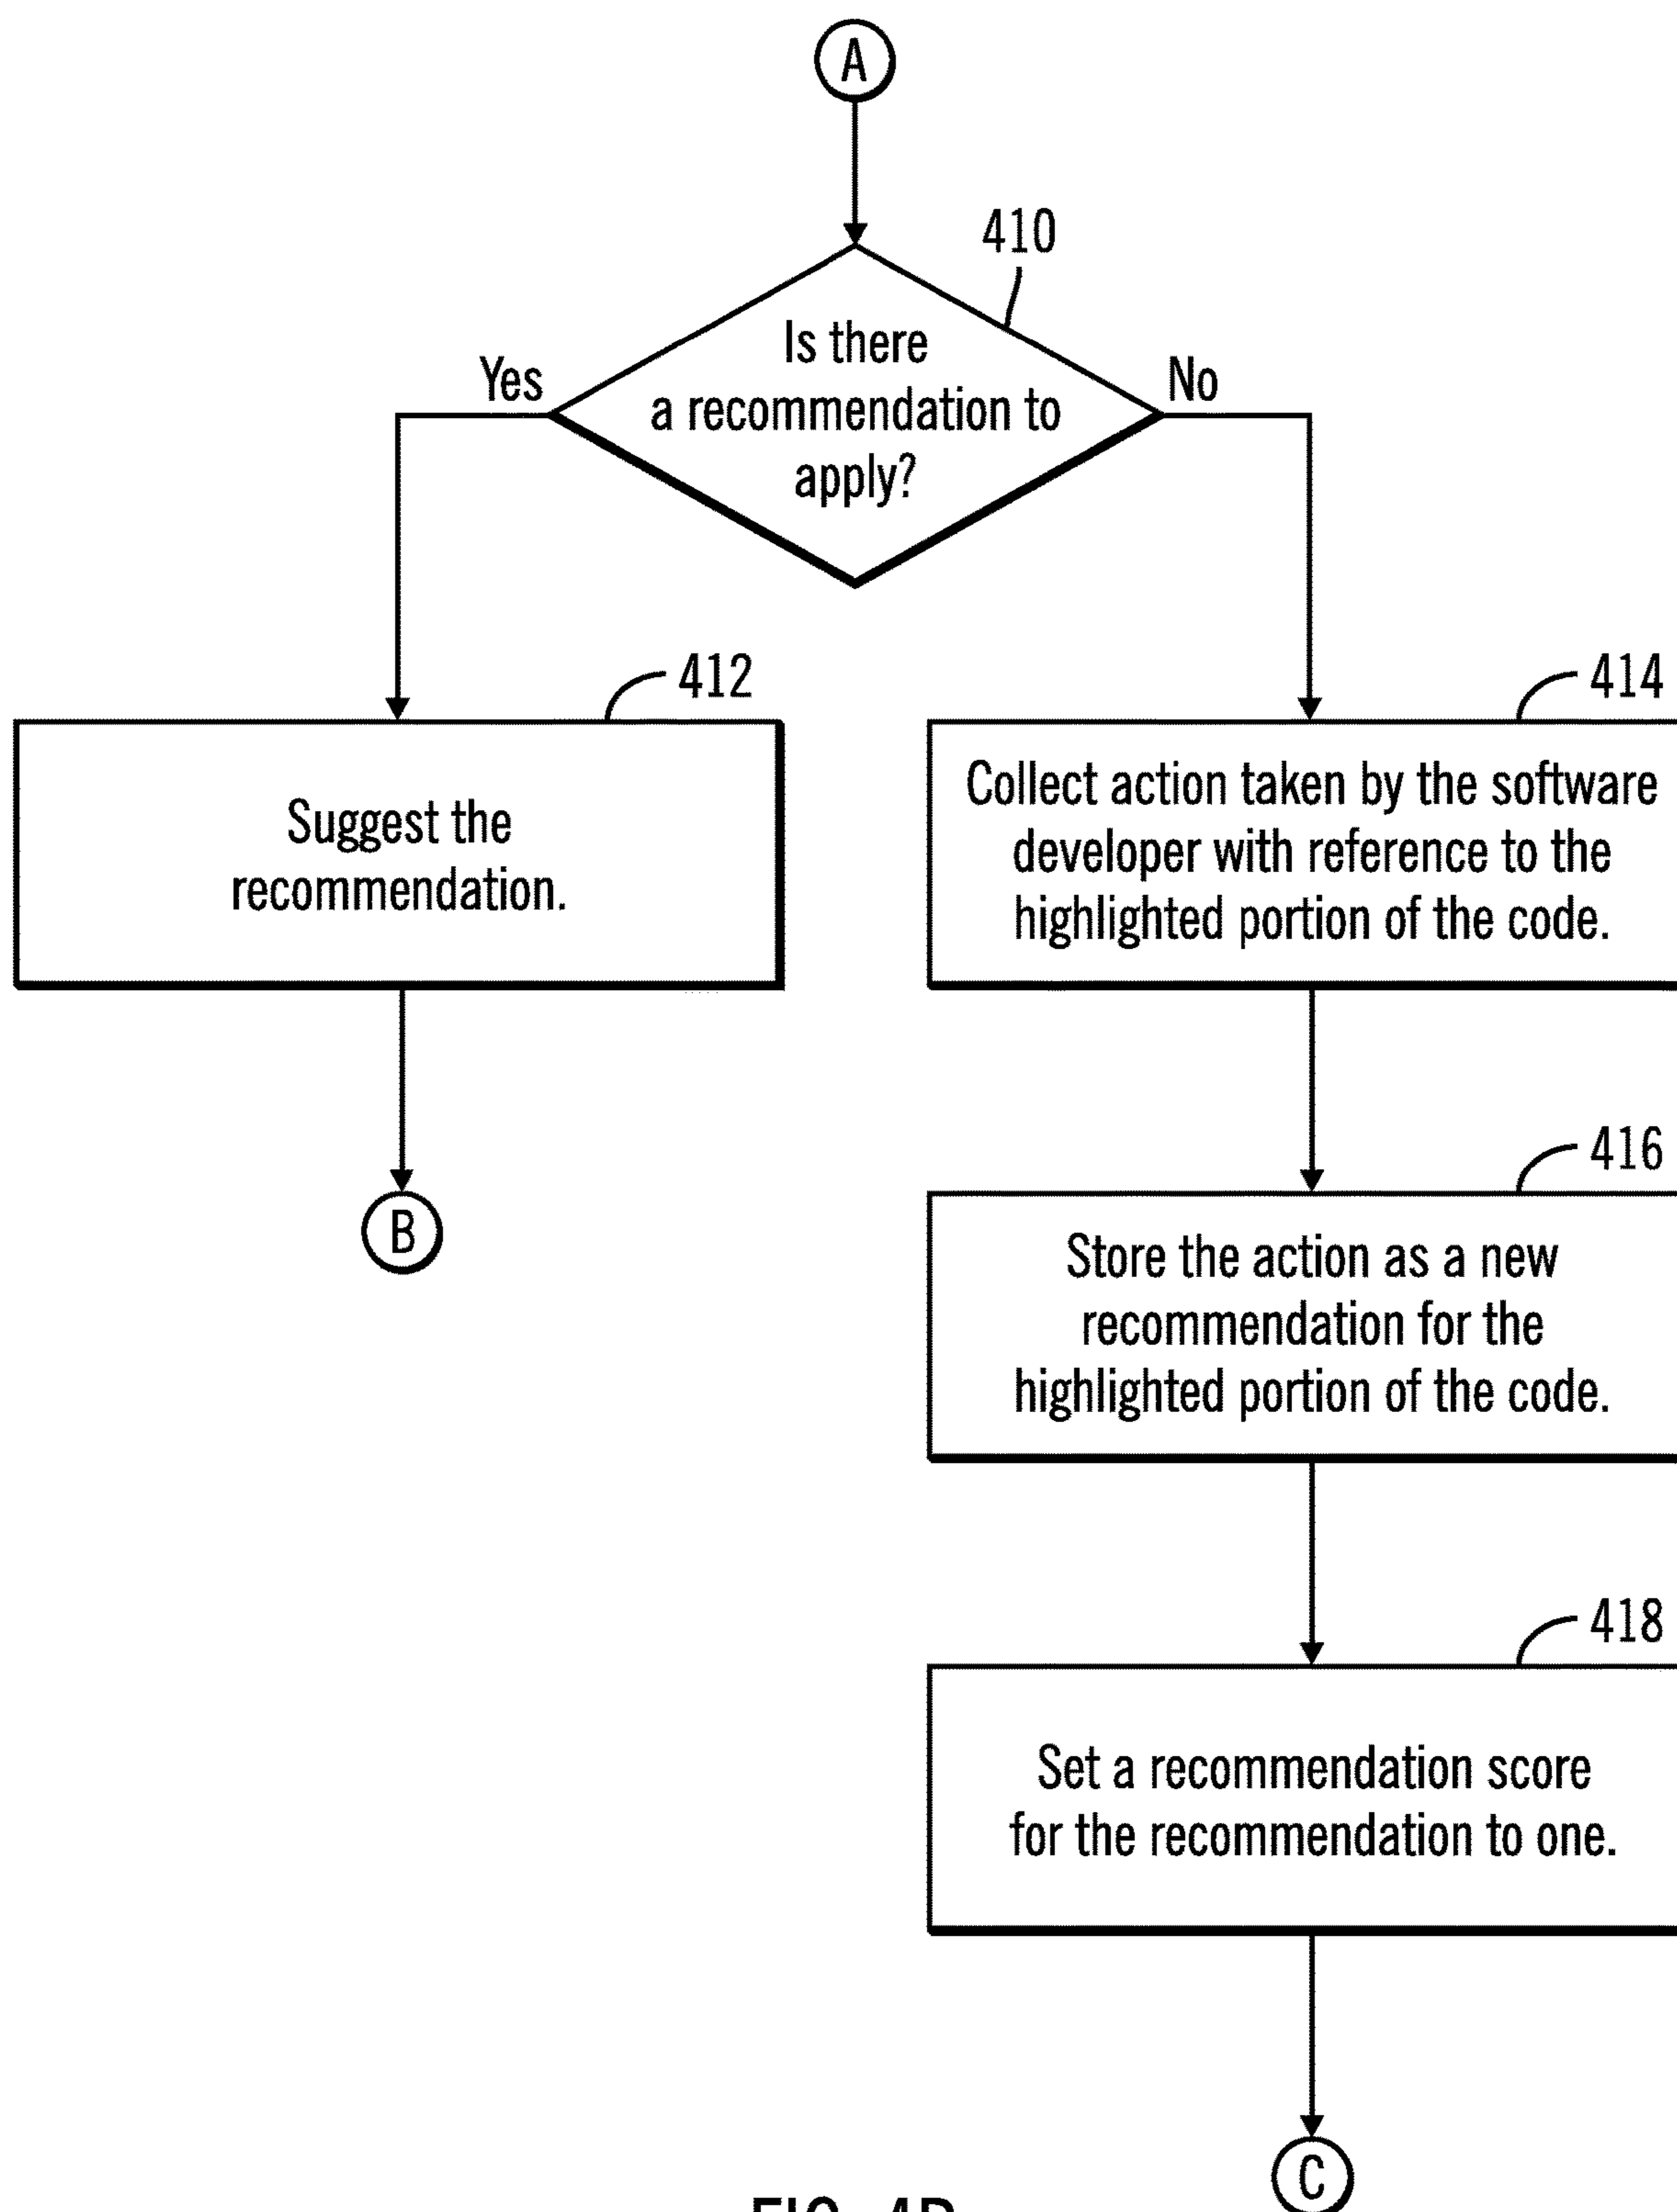 A
410
Is there
a recommendation to
apply?
Yes
No
412
Suggest the
recommendation.
B
414
Collect action taken by the software
developer with reference to the
highlighted portion of the code.
416
Store the action as a new
recommendation for the
highlighted portion of the code.
418
Set a recommendation score
for the recommendation to one.
C